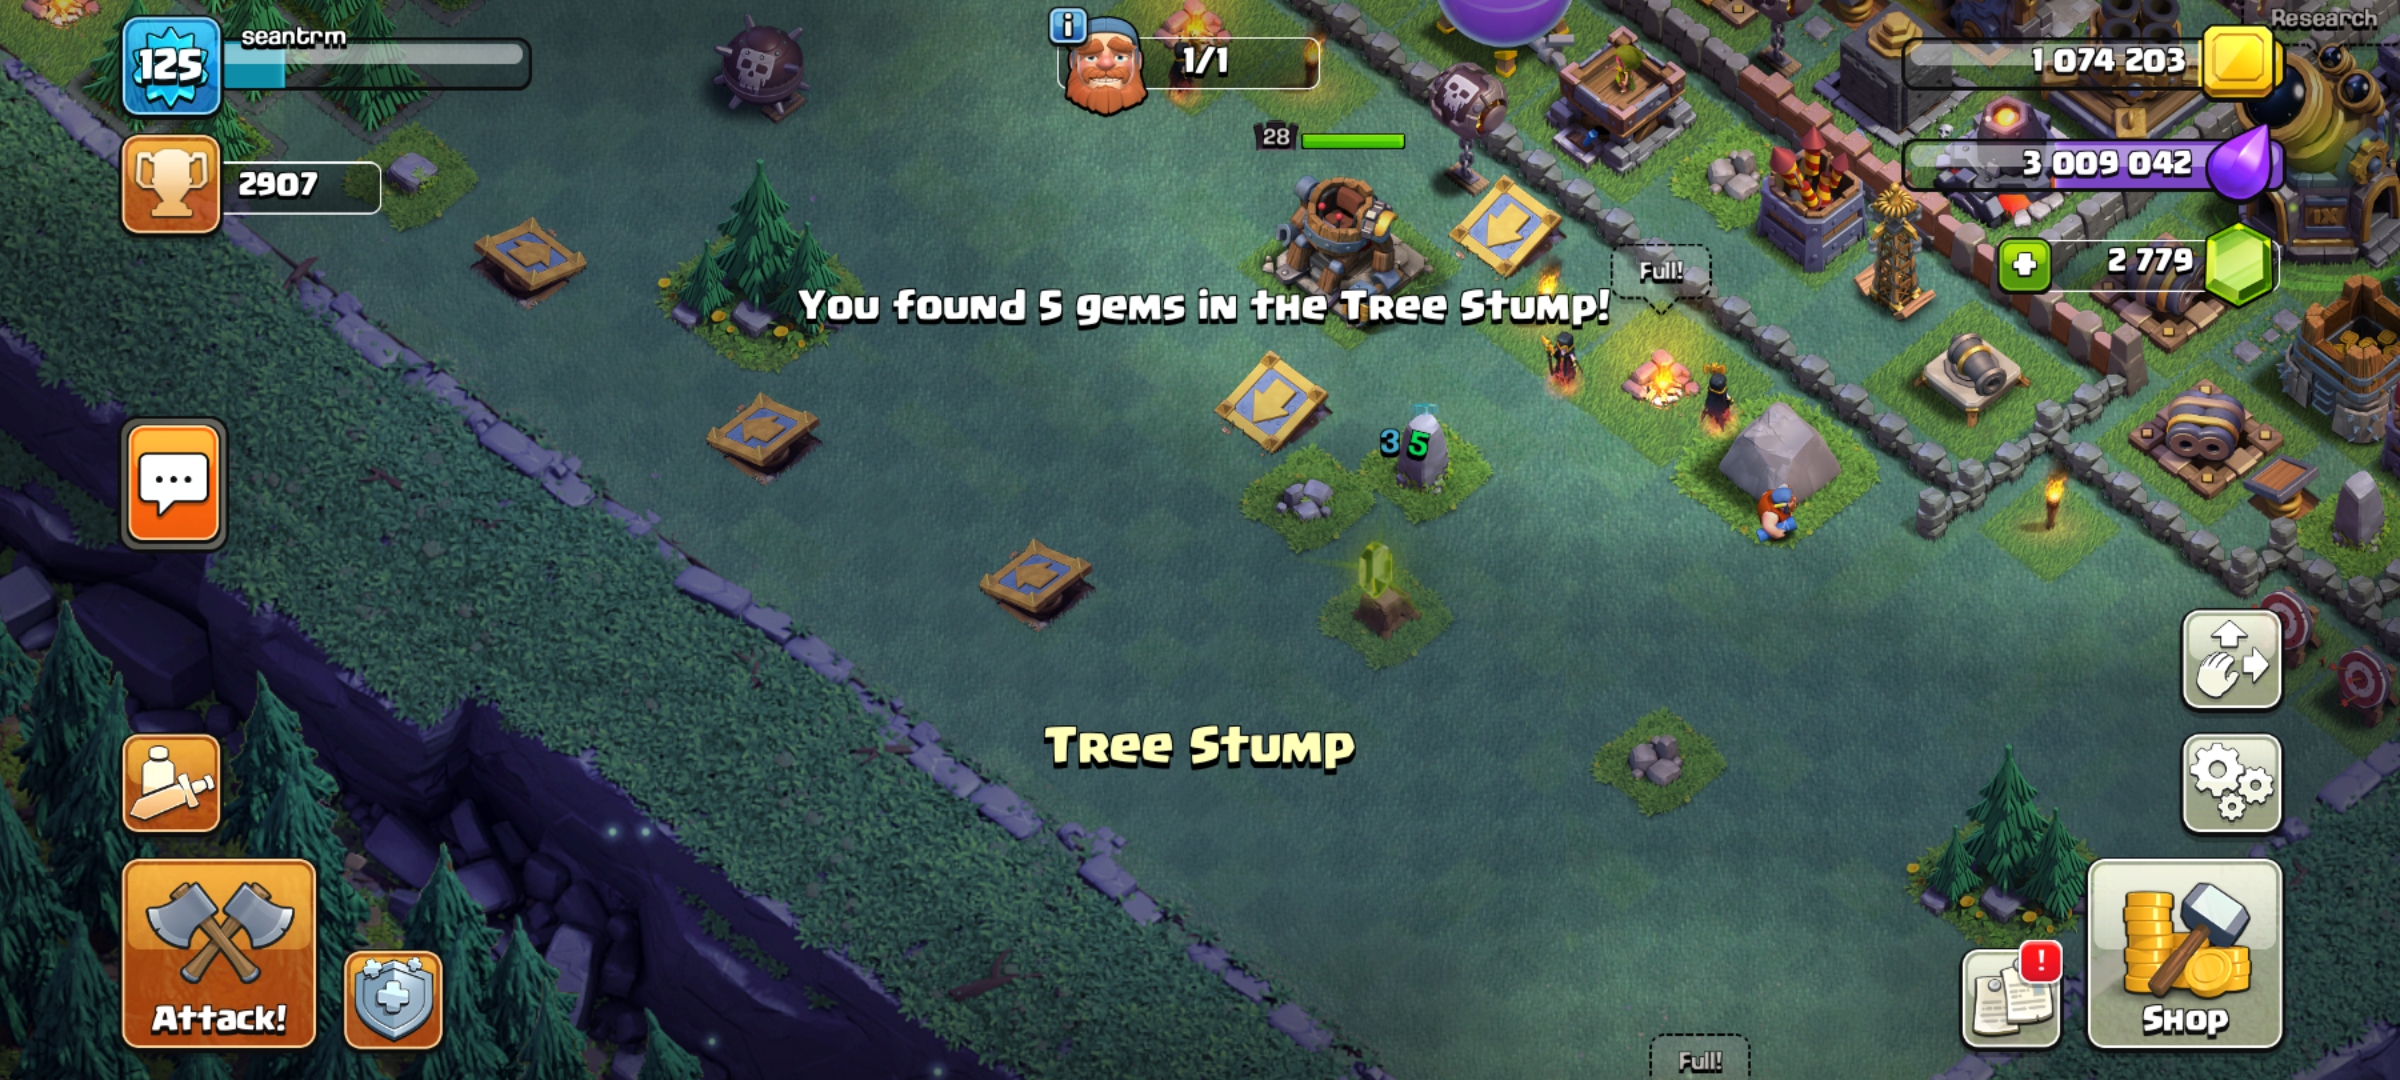 Research
seantrm
125
1/1
1 074 203
28
3 009 042
2907
2 779
Full!
You found 5 gems in the Tree Stump!
3 5
Tree Stump
!
Attack!
Shop
Full!